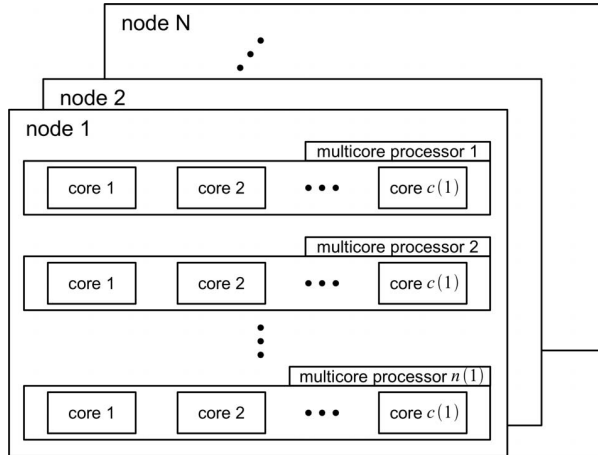 node N
node 2
node 1
multicore processor 1
core 1 core 2 ••• core c(1)
multicore processor 2
core 1 core 2 ••• core c(1)
multicore processor n(1)
core 1 core 2 ••• core c(1)